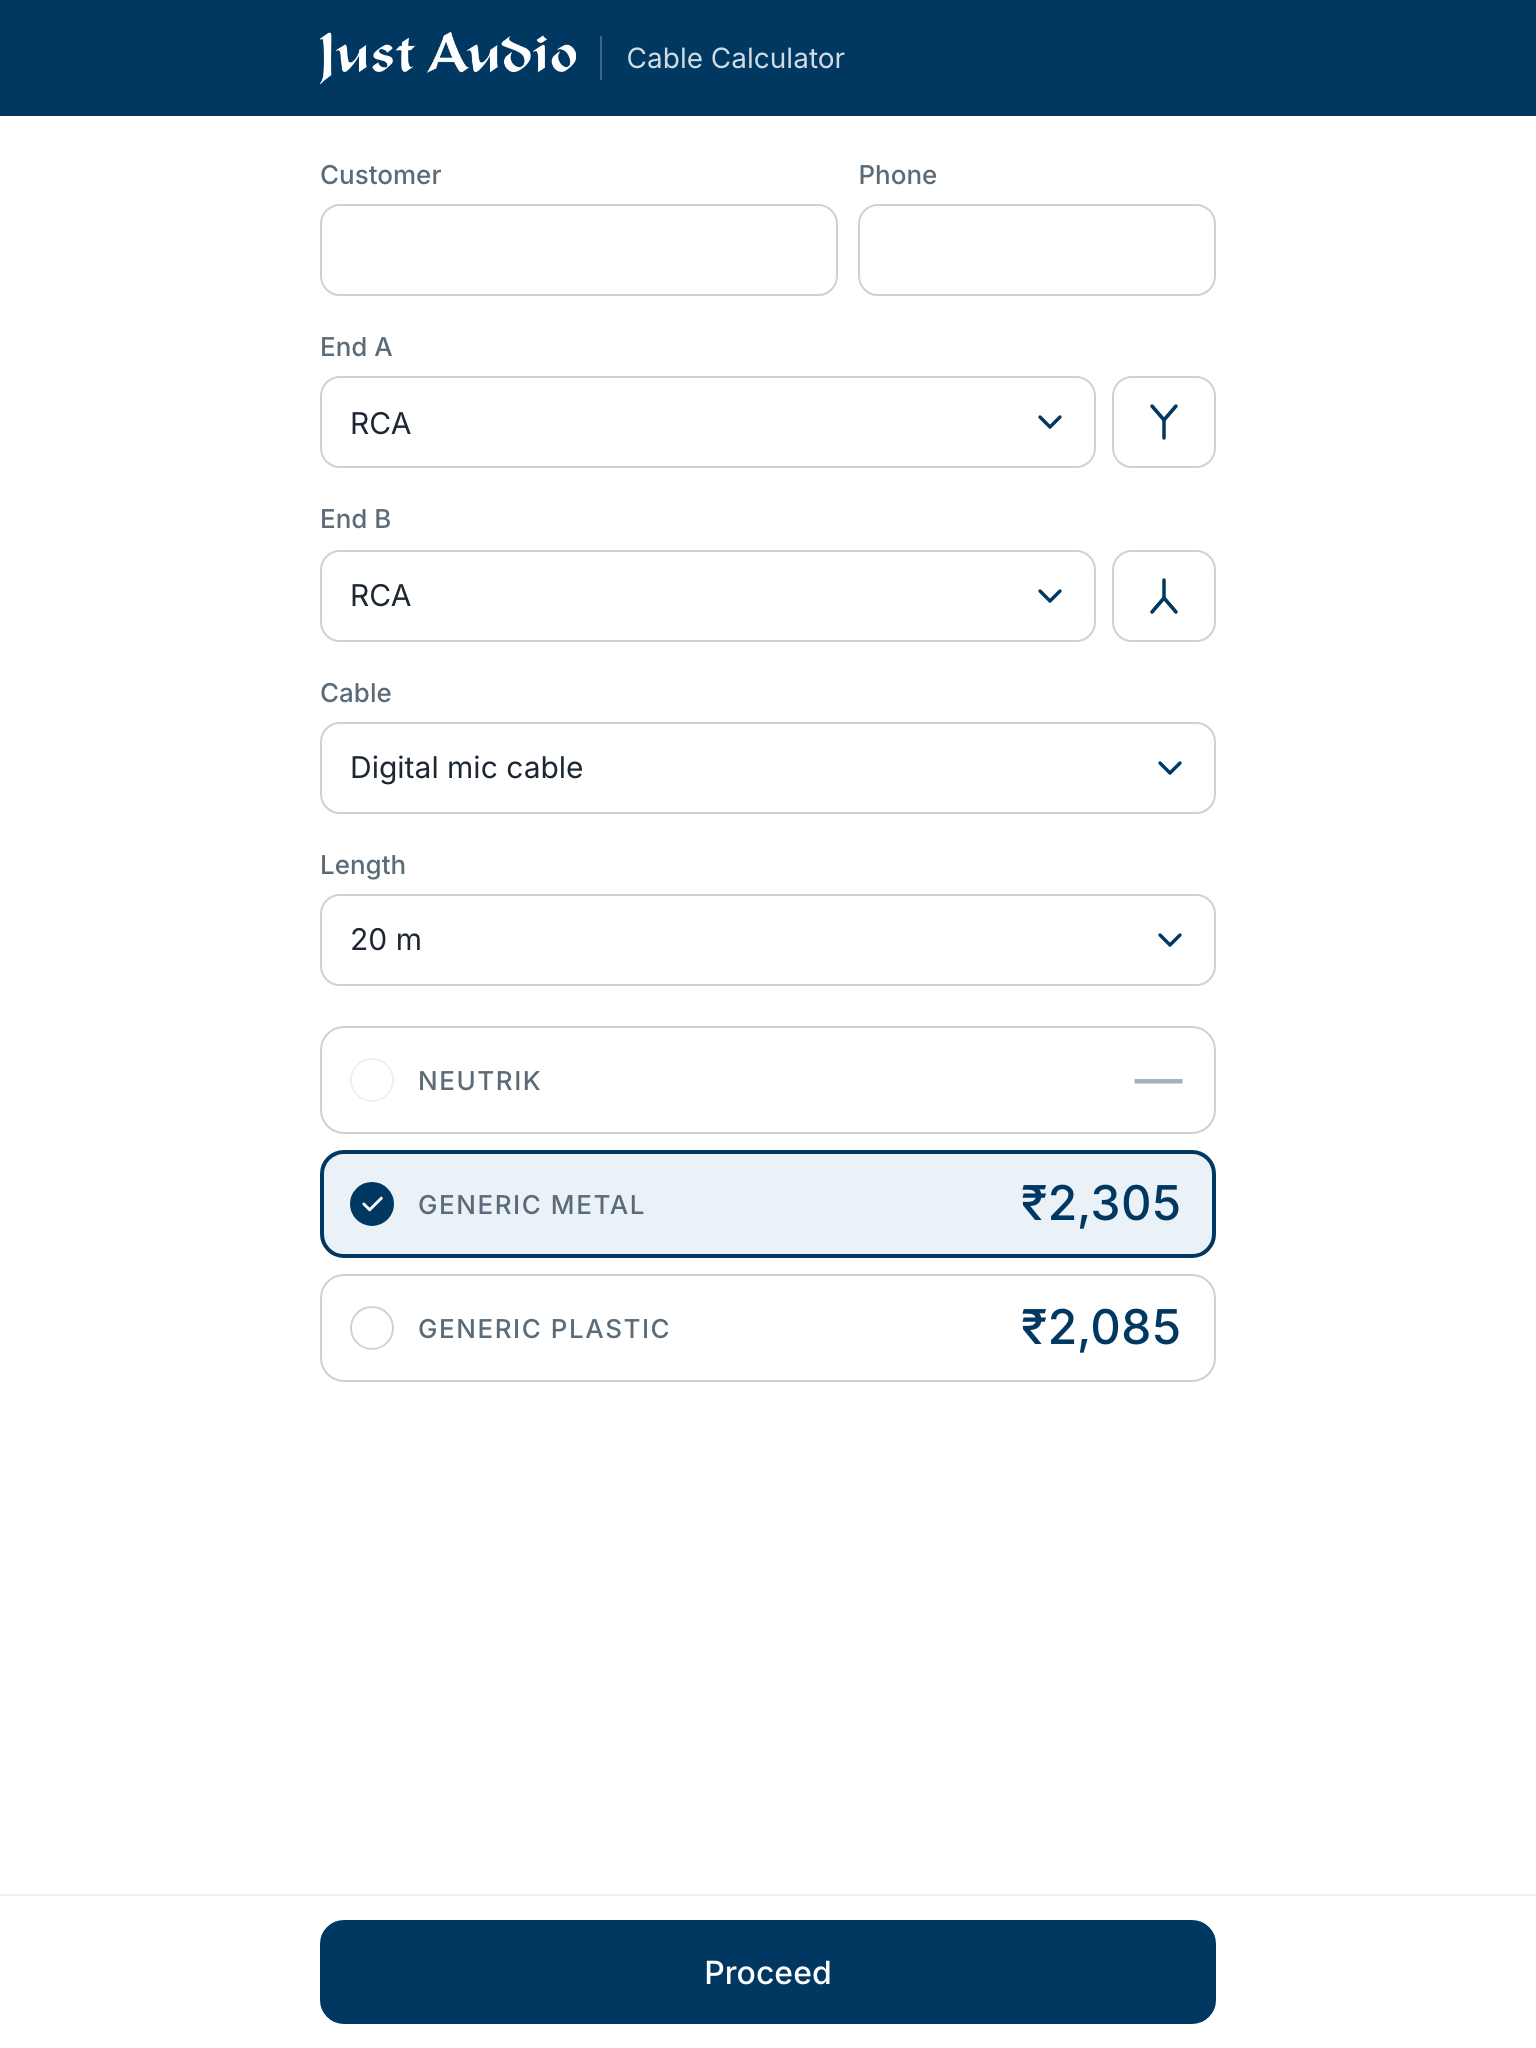 Just Audio
Cable Calculator
Customer
Phone
End A
RCA
End B
RCA
Cable
Digital mic cable
Length
20 m
NEUTRIK
—
GENERIC METAL
₹2,305
GENERIC PLASTIC
₹2,085
Proceed